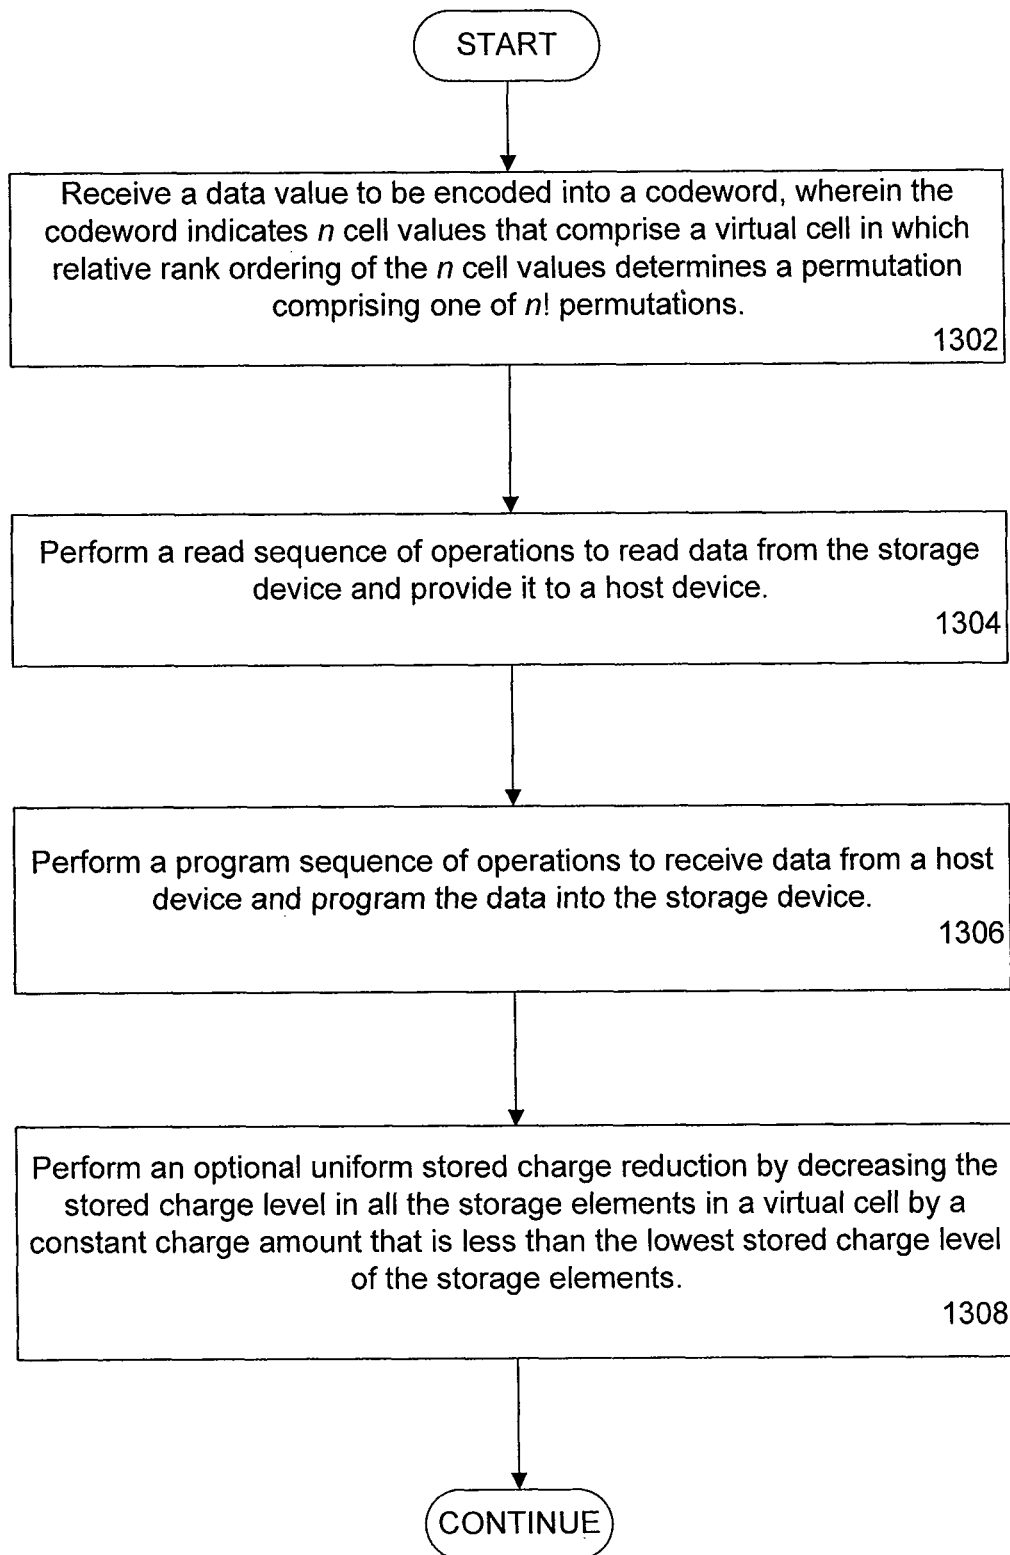 START
Receive a data value to be encoded into a codeword, wherein the
codeword indicates n cell values that comprise a virtual cell in which
relative rank ordering of the n cell values determines a permutation
comprising one of n! permutations.
1302
Perform a read sequence of operations to read data from the storage
device and provide it to a host device.
1304
Perform a program sequence of operations to receive data from a host
device and program the data into the storage device.
1306
Perform an optional uniform stored charge reduction by decreasing the
stored charge level in all the storage elements in a virtual cell by a
constant charge amount that is less than the lowest stored charge level
of the storage elements.
1308
CONTINUE